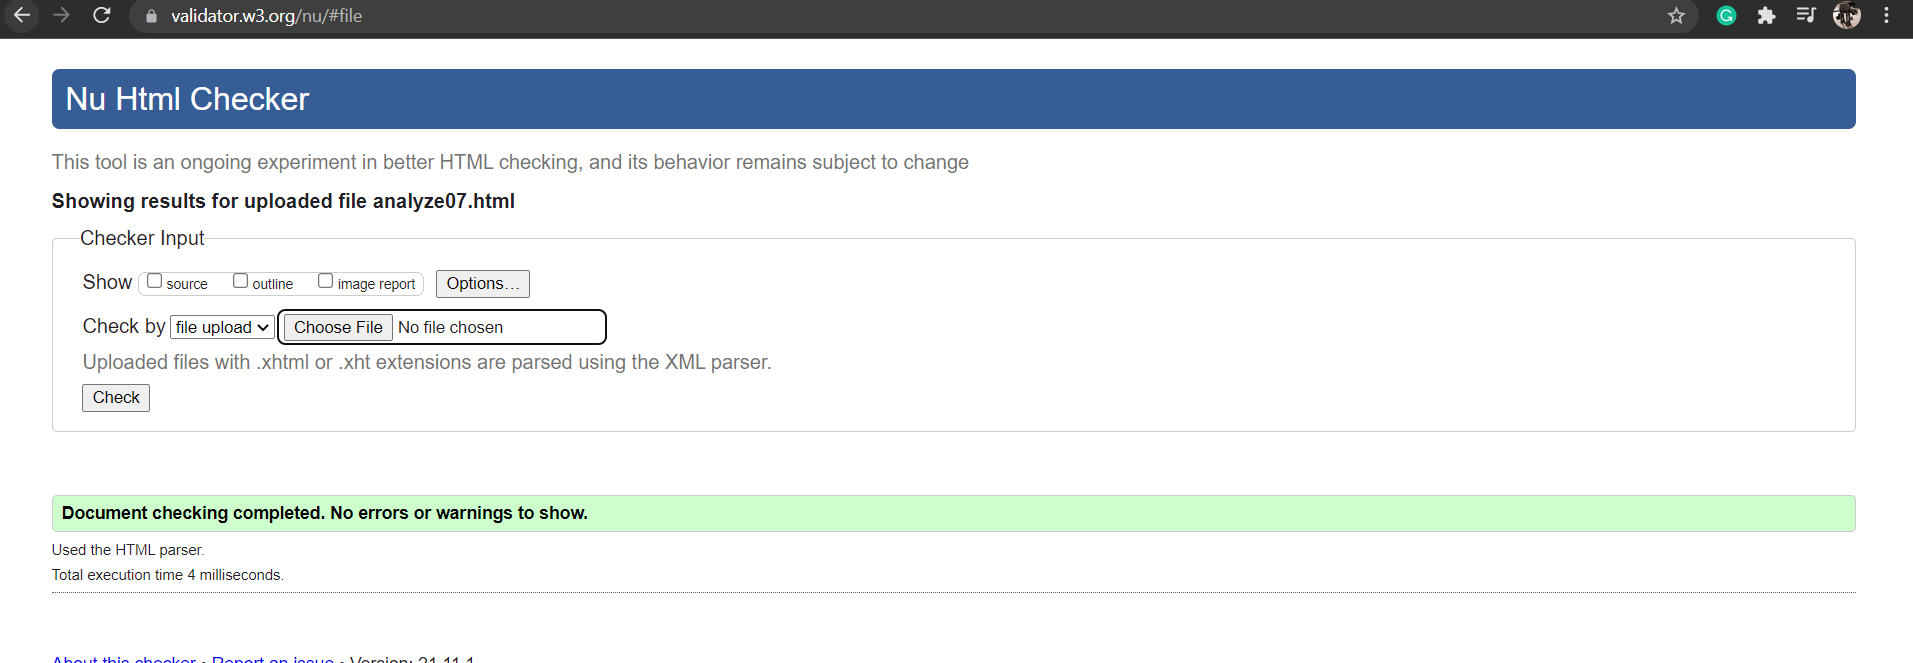 validator.w3.org/nu/#file
Nu Html Checker
This tool is an ongoing experiment in better HTML checking, and its behavior remains subject to change
Showing results for uploaded file analyze07.html
Checker Input
Show source outline image report Options...
Check by file upload Choose File No file chosen
Uploaded files with .xhtml or .xht extensions are parsed using the XML parser.
Check
Document checking completed. No errors or warnings to show.
Used the HTML parser.
Total execution time 4 milliseconds.
About this checker • Report an issue • Version: 21.11.1